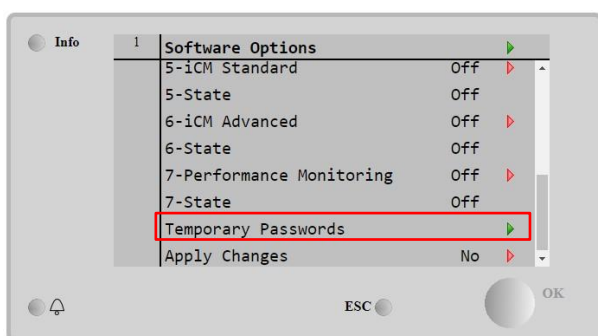 Info
1 Software Options
5-iCM Standard Off
5-State Off
6-iCM Advanced Off
6-State Off
7-Performance Monitoring Off
7-State Off
Temporary Passwords
Apply Changes No
ESC
OK